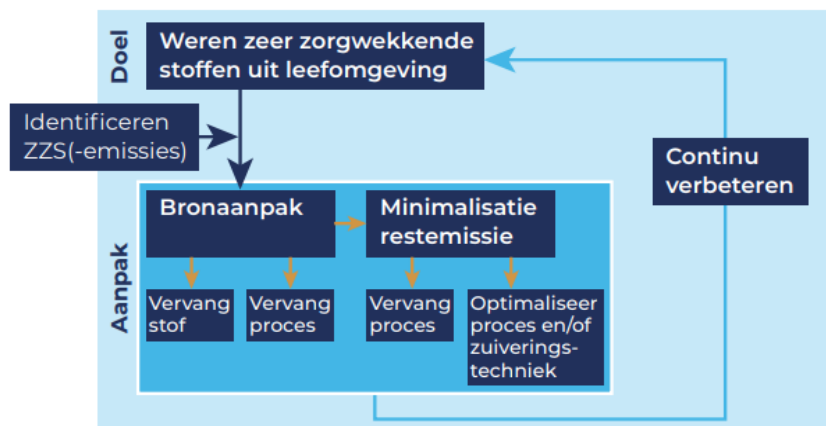 Doel
Weren zeer zorgwekkende
stoffen uit leefomgeving
Identificeren
ZZS(-emissies)
Continu
verbeteren
Aanpak
Bronaanpak
Minimalisatie
restemissie
Vervang
stof
Vervang
proces
Vervang
proces
Optimaliseer
proces en/of
zuiverings-
techniek